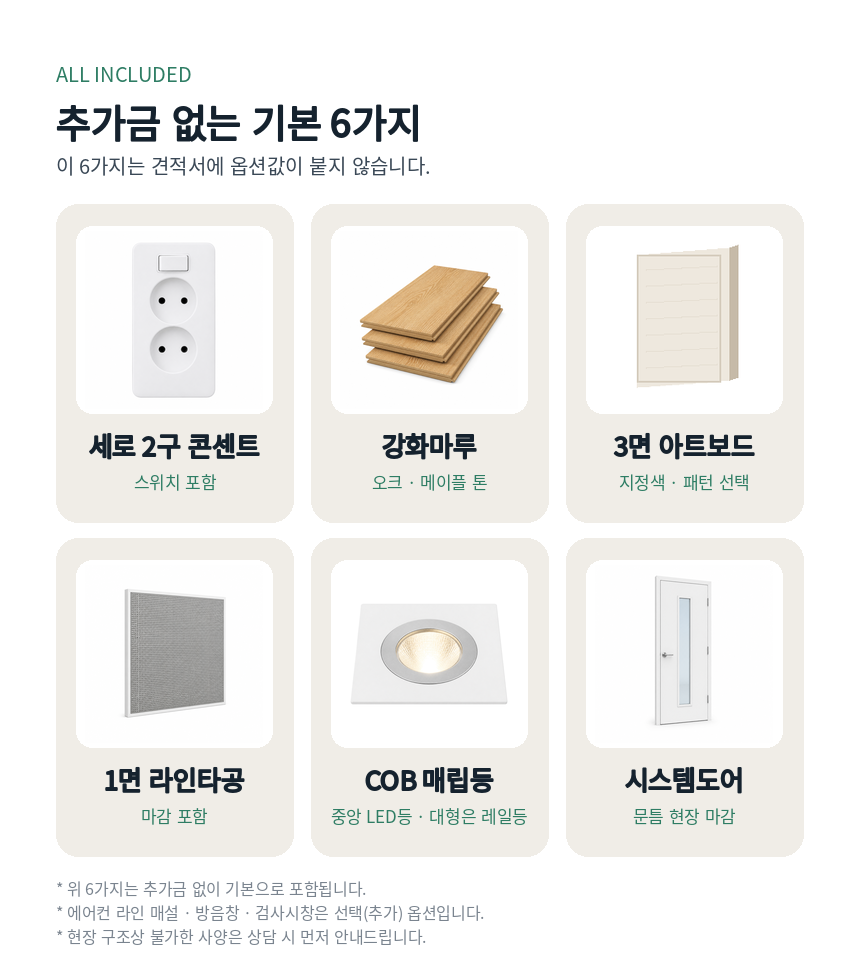 ALL INCLUDED
추가금 없는 기본 6가지
이 6가지는 견적서에 옵션값이 붙지 않습니다.
세로 2구 콘센트
스위치 포함
강화마루
오크 · 메이플 톤
3면 아트보드
지정색 · 패턴 선택
1면 라인타공
마감 포함
COB 매립등
중앙 LED등 · 대형은 레일등
시스템도어
문틈 현장 마감
* 위 6가지는 추가금 없이 기본으로 포함됩니다.
* 에어컨 라인 매설 · 방음창 · 검사시창은 선택(추가) 옵션입니다.
* 현장 구조상 불가한 사양은 상담 시 먼저 안내드립니다.